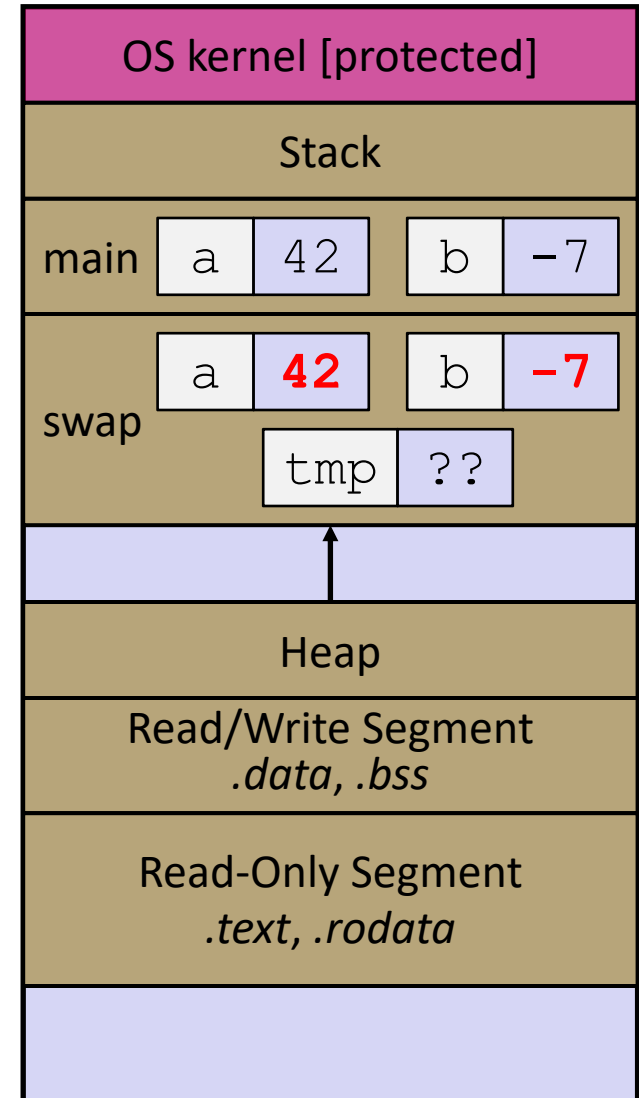 OS kernel [protected]
Stack
main a 42 b -7
a 42 b -7
swap
tmp ??
Heap
Read/Write Segment
.data, .bss
Read-Only Segment
.text, .rodata